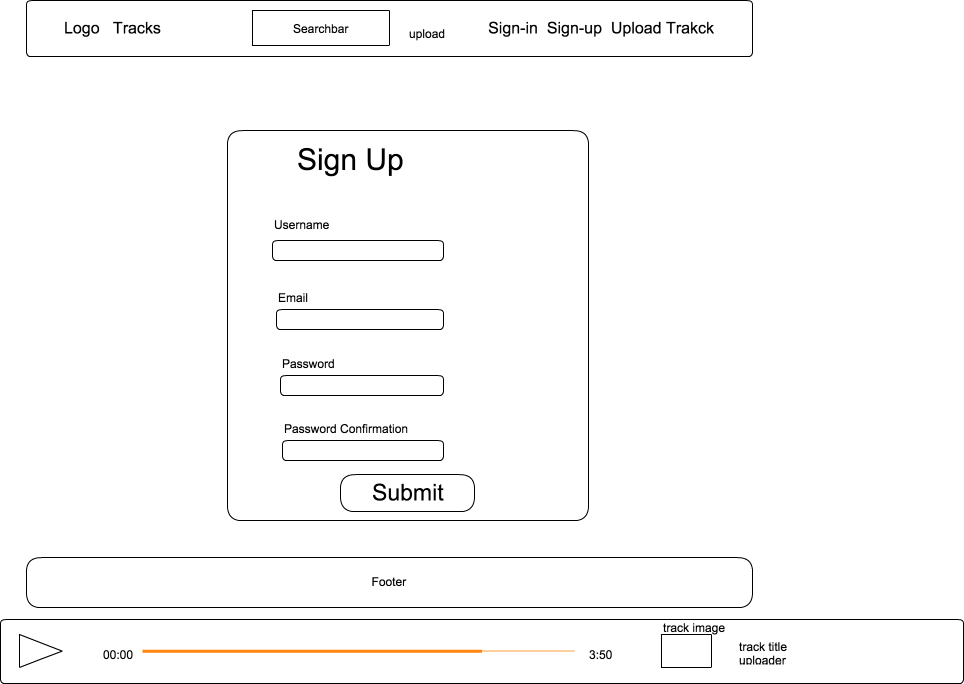 Logo Tracks Searchbar upload Sign-in Sign-up Upload Trakck
Sign Up
Username
Email
Password
Password Confirmation
Submit
Footer
track image
00:00 3:50 track title
uploader